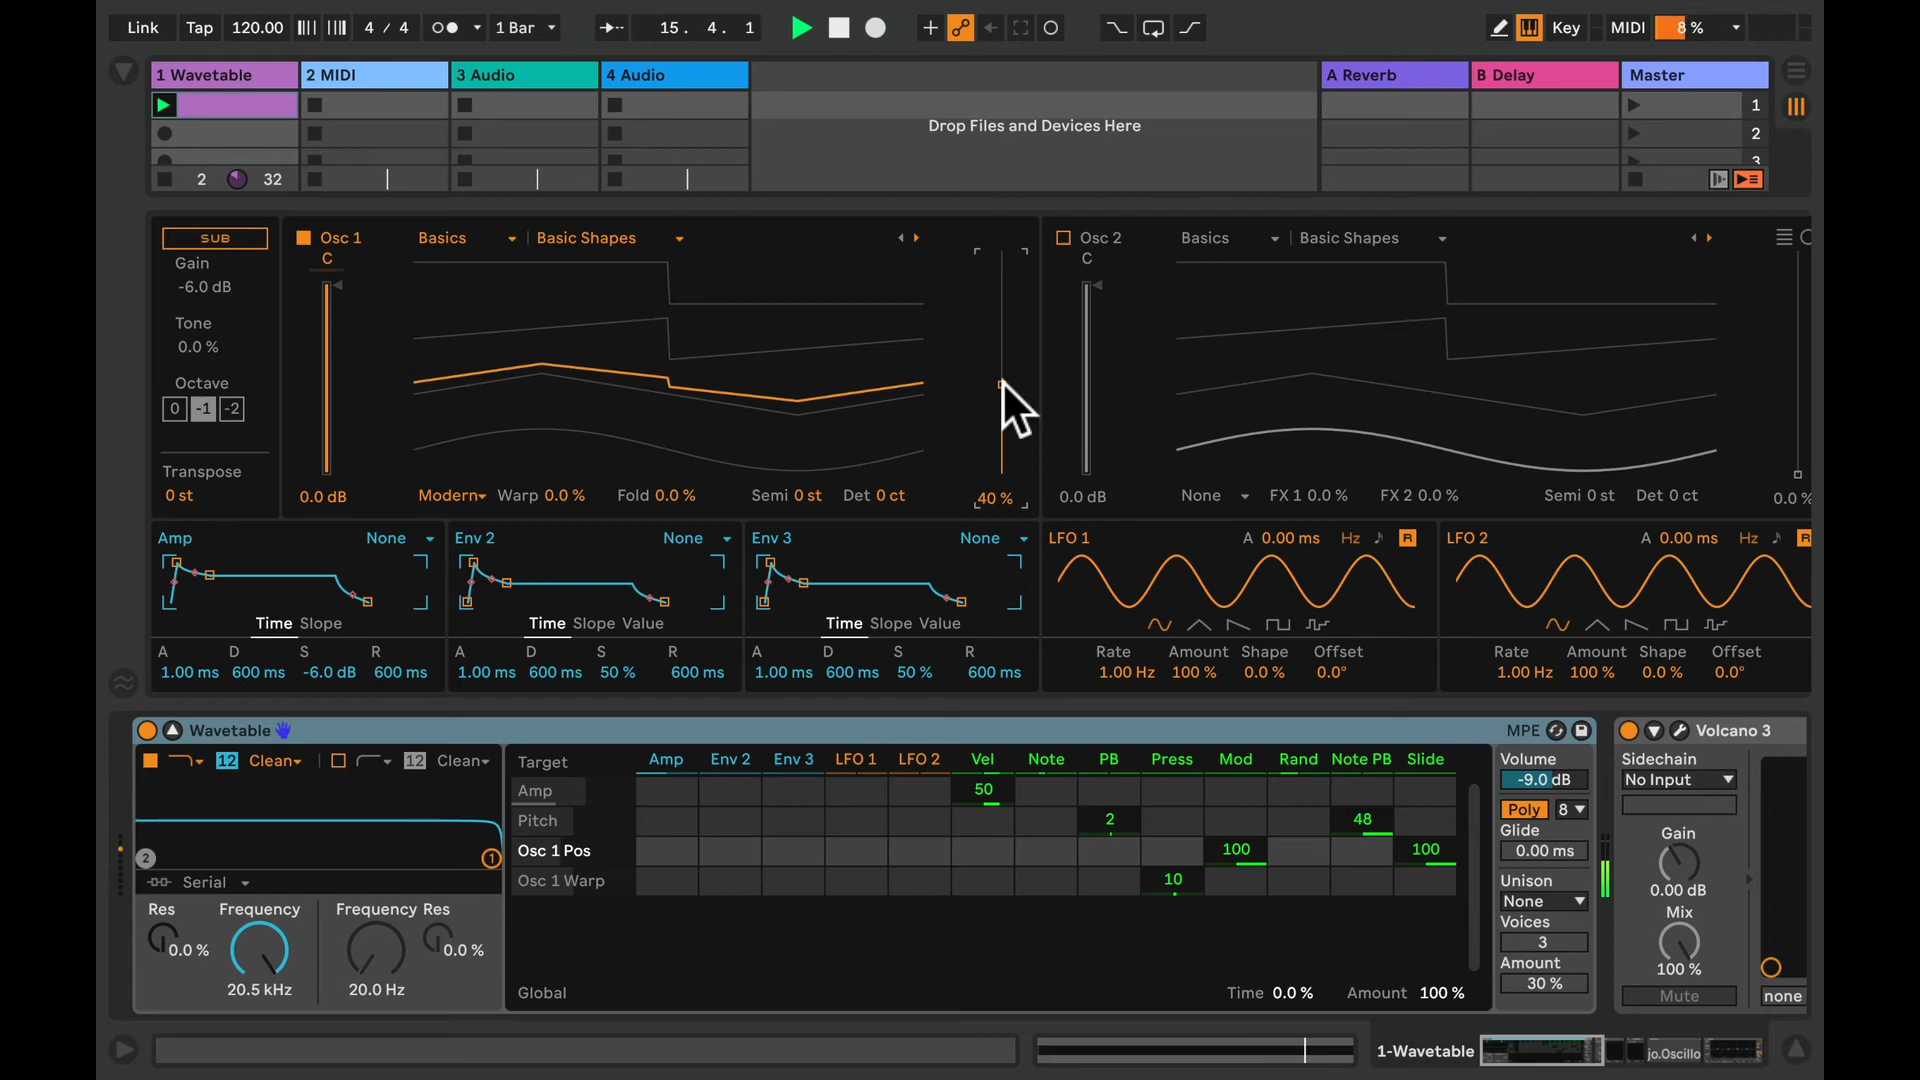 Link Tap 120.00 4 / 4 1 Bar 15. 4. 1 Key MIDI 8 %
1 Wavetable 2 MIDI 3 Audio 4 Audio A Reverb B Delay Master
1
Drop Files and Devices Here
2
3
2 32
SUB Osc 1 Basics Basic Shapes Osc 2 Basics Basic Shapes
Gain C C
-6.0 dB
Tone
0.0 %
Octave
0 -1 -2
Transpose
0 st 0.0 dB Modern Warp 0.0 % Fold 0.0 % Semi 0 st Det 0 ct 40 % 0.0 dB None FX 1 0.0 % FX 2 0.0 % Semi 0 st Det 0 ct 0.0 %
Amp None Env 2 None Env 3 None LFO 1 A 0.00 ms Hz R LFO 2 A 0.00 ms Hz R
Time Slope Time Slope Value Time Slope Value
A D S R A D S R A D S R Rate Amount Shape Offset Rate Amount Shape Offset
1.00 ms 600 ms -6.0 dB 600 ms 1.00 ms 600 ms 50 % 600 ms 1.00 ms 600 ms 50 % 600 ms 1.00 Hz 100 % 0.0 % 0.0° 1.00 Hz 100 % 0.0 % 0.0°
Wavetable MPE Volcano 3
12 Clean 12 Clean Target Amp Env 2 Env 3 LFO 1 LFO 2 Vel Note PB Press Mod Rand Note PB Slide Volume Sidechain
Amp 50 -9.0 dB No Input
Pitch 2 48 Poly 8
Glide Gain
2 1 Osc 1 Pos 100 100 0.00 ms
Serial Osc 1 Warp 10 Unison 0.00 dB
Res Frequency Frequency Res None Mix
Voices
0.0 % 0.0 % 3
Amount 100 %
20.5 kHz 20.0 Hz Global Time 0.0 % Amount 100 % 30 % Mute none
1-Wavetable jo.Oscillo